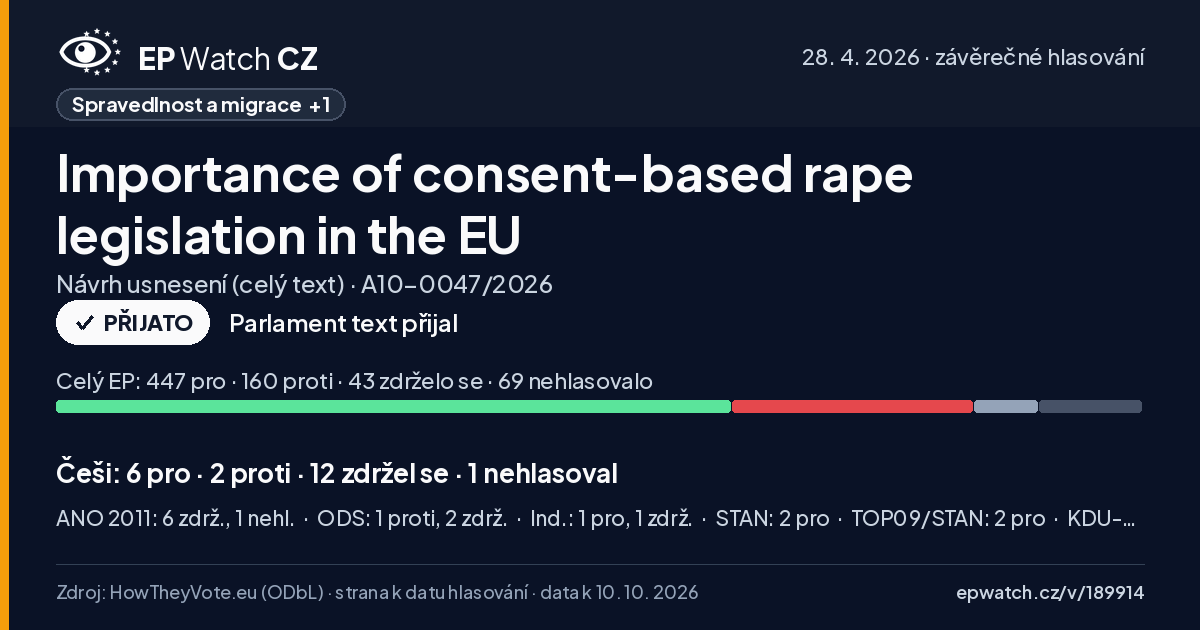 EP Watch CZ
28. 4. 2026 · závěrečné hlasování
Spravedlnost a migrace +1
Importance of consent-based rape
legislation in the EU
Návrh usnesení (celý text) · A10-0047/2026
✓ PŘIJATO Parlament text přijal
Celý EP: 447 pro · 160 proti · 43 zdrželo se · 69 nehlasovalo
Češi: 6 pro · 2 proti · 12 zdržel se · 1 nehlasoval
ANO 2011: 6 zdrž., 1 nehl. · ODS: 1 proti, 2 zdrž. · Ind.: 1 pro, 1 zdrž. · STAN: 2 pro · TOP09/STAN: 2 pro · KDU-…
Zdroj: HowTheyVote.eu (ODbL) · strana k datu hlasování · data k 10. 10. 2026
epwatch.cz/v/189914